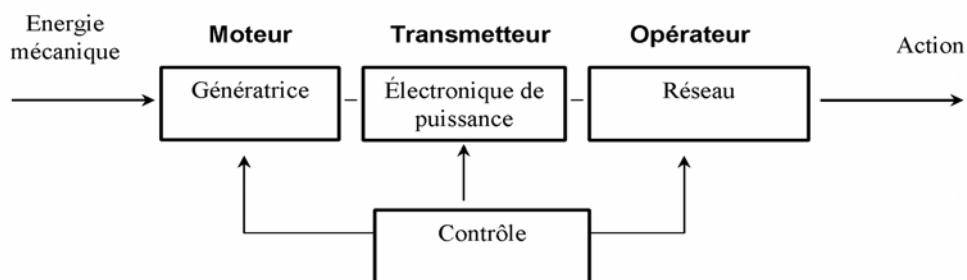 Energie
mécanique
Moteur
Transmetteur
Opérateur
Action
Génératrice
Électronique de
puissance
Réseau
Contrôle